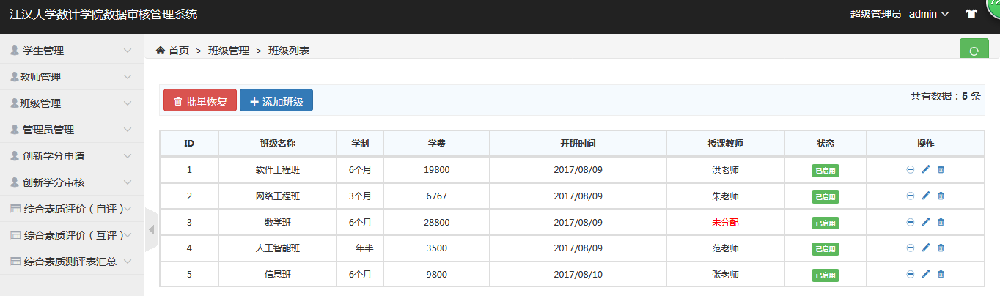 江汉大学数计学院数据审核管理系统
超级管理员 admin
学生管理
教师管理
班级管理
管理员管理
创新学分申请
创新学分审核
综合素质评价（自评）
综合素质评价（互评）
综合素质测评表汇总
首页 > 班级管理 > 班级列表
批量恢复 添加班级 共有数据：5 条
ID 班级名称 学制 学费 开班时间 授课教师 状态 操作
1 软件工程班 6个月 19800 2017/08/09 洪老师 已启用
2 网络工程班 3个月 6767 2017/08/09 朱老师 已启用
3 数学班 6个月 28800 2017/08/09 未分配 已启用
4 人工智能班 一年半 3500 2017/08/09 范老师 已启用
5 信息班 6个月 9800 2017/08/10 张老师 已启用